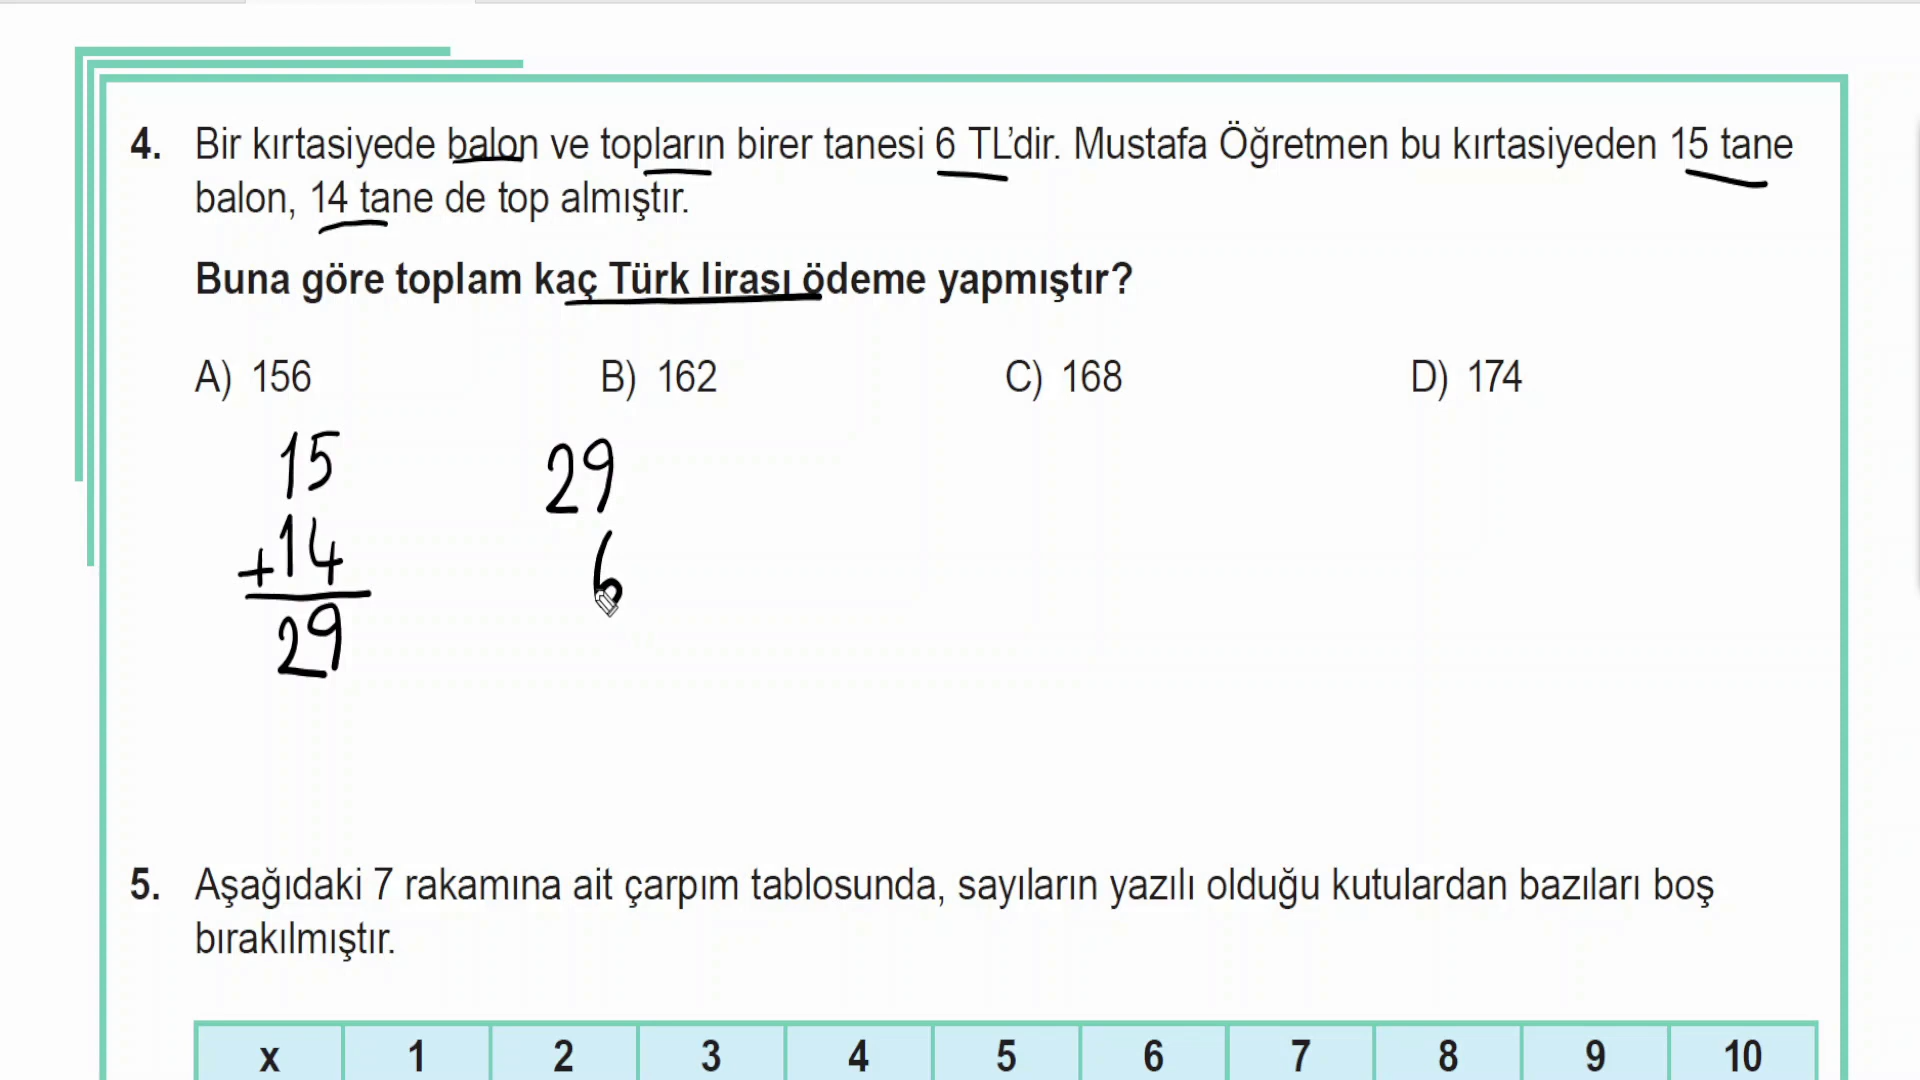 4. Bir kırtasiyede balon ve topların birer tanesi 6 TL’dir. Mustafa Öğretmen bu kırtasiyeden 15 tane
balon, 14 tane de top almıştır.
Buna göre toplam kaç Türk lirası ödeme yapmıştır?
A) 156 B) 162 C) 168 D) 174
15 29
+14 6
29
5. Aşağıdaki 7 rakamına ait çarpım tablosunda, sayıların yazılı olduğu kutulardan bazıları boş
bırakılmıştır.
x 1 2 3 4 5 6 7 8 9 10